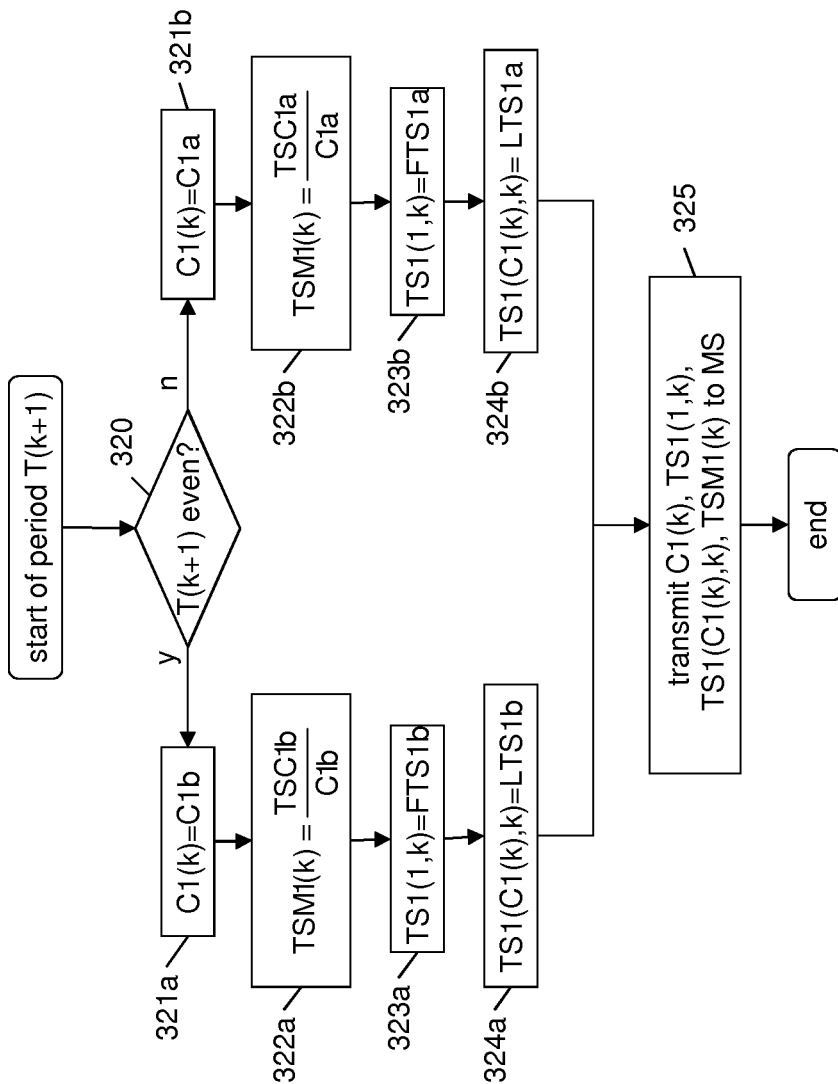 start of period T(k+1)
320
T(k+1) even?
y
n
321a
C1(k)=C1b
322a
TSM1(k) = TSC1b
C1b
323a
TS1(1,k)=FTS1b
324a
TS1(C1(k),k)=LTS1b
321b
C1(k)=C1a
322b
TSM1(k) = TSC1a
C1a
323b
TS1(1,k)=FTS1a
324b
TS1(C1(k),k)= LTS1a
325
transmit C1(k), TS1(1,k),
TS1(C1(k),k), TSM1(k) to MS
end